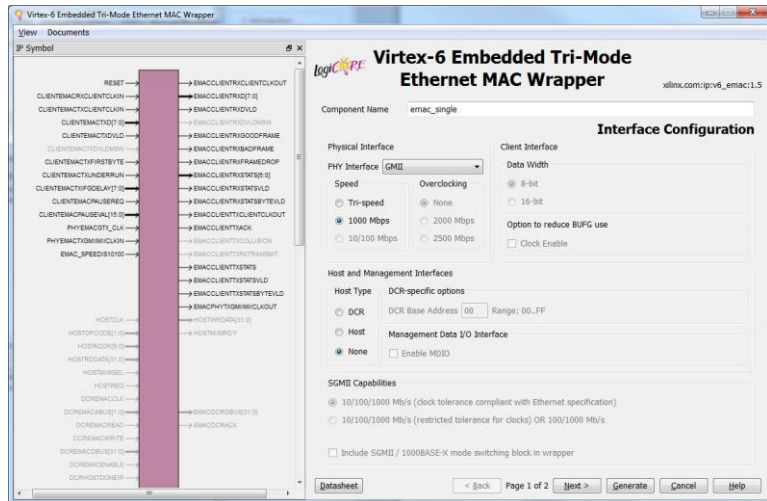 Virtex-6 Embedded Tri-Mode Ethernet MAC Wrapper
View Documents
IP Symbol
RESET
CLIENTEMACRXCLIENTCLKIN
CLIENTEMACTXCLIENTCLKIN
CLIENTEMACTXD[7:0]
CLIENTEMACTXDVLD
CLIENTEMACTXDVLDMSW
CLIENTEMACTXFIRSTBYTE
CLIENTEMACTXUNDERRUN
CLIENTEMACTXIFGDELAY[7:0]
CLIENTEMACPAUSEREQ
CLIENTEMACPAUSEVAL[15:0]
PHYEMACGTX_CLK
PHYEMACTXGMIIMIICLKIN
EMAC_SPEEDIS10100
HOSTCLK
HOSTOPCODE[1:0]
HOSTADDR[9:0]
HOSTWRDATA[31:0]
HOSTMIIMSEL
HOSTREQ
DCREMACCLK
DCREMACABUS[1:0]
DCREMACREAD
DCREMACWRITE
DCREMACDBUS[31:0]
DCREMACENABLE
DCRHOSTDONEIR
EMACCLIENTRXCLIENTCLKOUT
EMACCLIENTRXD[7:0]
EMACCLIENTRXDVLD
EMACCLIENTRXDVLDMSW
EMACCLIENTRXGOODFRAME
EMACCLIENTRXBADFRAME
EMACCLIENTRXFRAMEDROP
EMACCLIENTRXSTATS[6:0]
EMACCLIENTRXSTATSVLD
EMACCLIENTRXSTATSBYTEVLD
EMACCLIENTTXCLIENTCLKOUT
EMACCLIENTTXACK
EMACCLIENTTXCOLLISION
EMACCLIENTTXRETRANSMIT
EMACCLIENTTXSTATS
EMACCLIENTTXSTATSVLD
EMACCLIENTTXSTATSBYTEVLD
EMACPHYTXGMIIMIICLKOUT
HOSTMIIMRDY
EMACDCRDBUS[31:0]
EMACDCRACK
LogiCORE
Virtex-6 Embedded Tri-Mode
Ethernet MAC Wrapper
xilinx.com:ip:v6_emac:1.5
Component Name emac_single
Interface Configuration
Physical Interface
PHY Interface GMII
Speed
Tri-speed
1000 Mbps
10/100 Mbps
Overclocking
None
2000 Mbps
2500 Mbps
Client Interface
Data Width
8-bit
16-bit
Option to reduce BUFG use
Clock Enable
Host and Management Interfaces
Host Type
DCR
Host
None
DCR-specific options
DCR Base Address 00 Range: 00..FF
Management Data I/O Interface
Enable MDIO
SGMII Capabilities
10/100/1000 Mb/s (clock tolerance compliant with Ethernet specification)
10/100/1000 Mb/s (restricted tolerance for clocks) OR 100/1000 Mb/s
Include SGMII / 1000BASE-X mode switching block in wrapper
Datasheet
< Back Page 1 of 2 Next > Generate Cancel Help